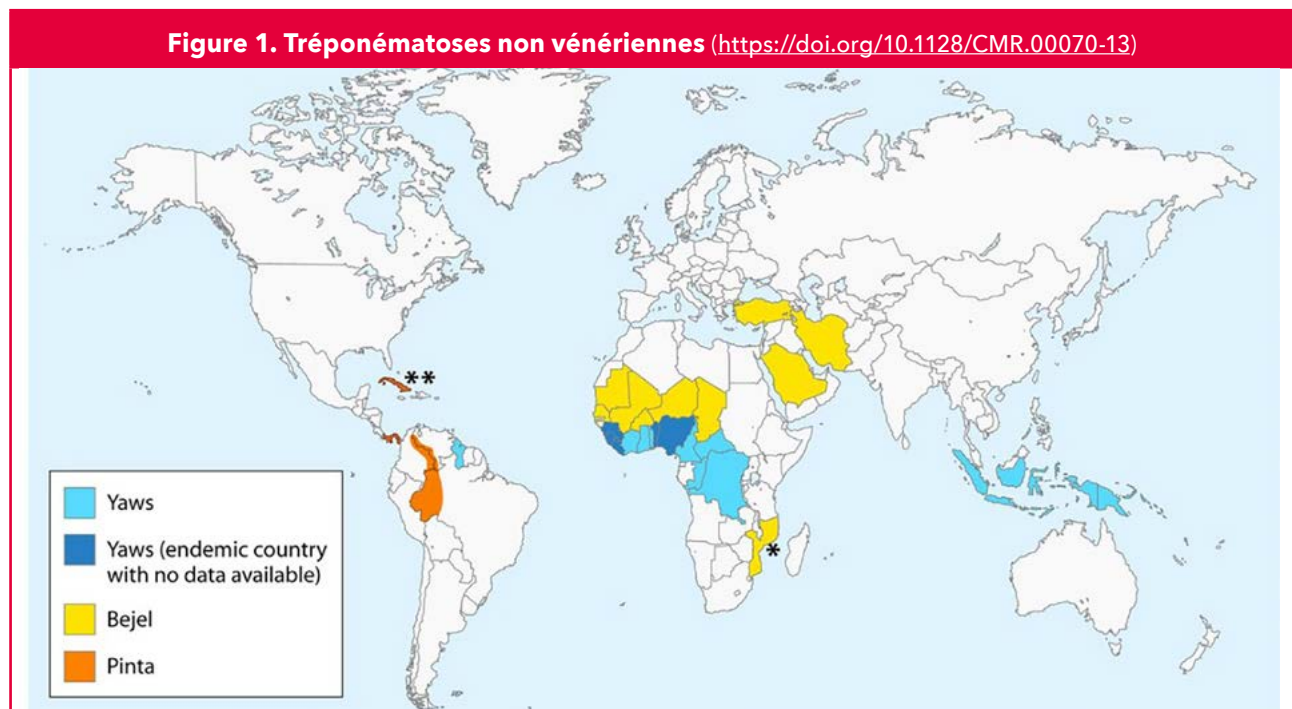 Figure 1. Tréponématoses non vénériennes (https://doi.org/10.1128/CMR.00070-13)
**
*
Yaws
Yaws (endemic country
with no data available)
Bejel
Pinta